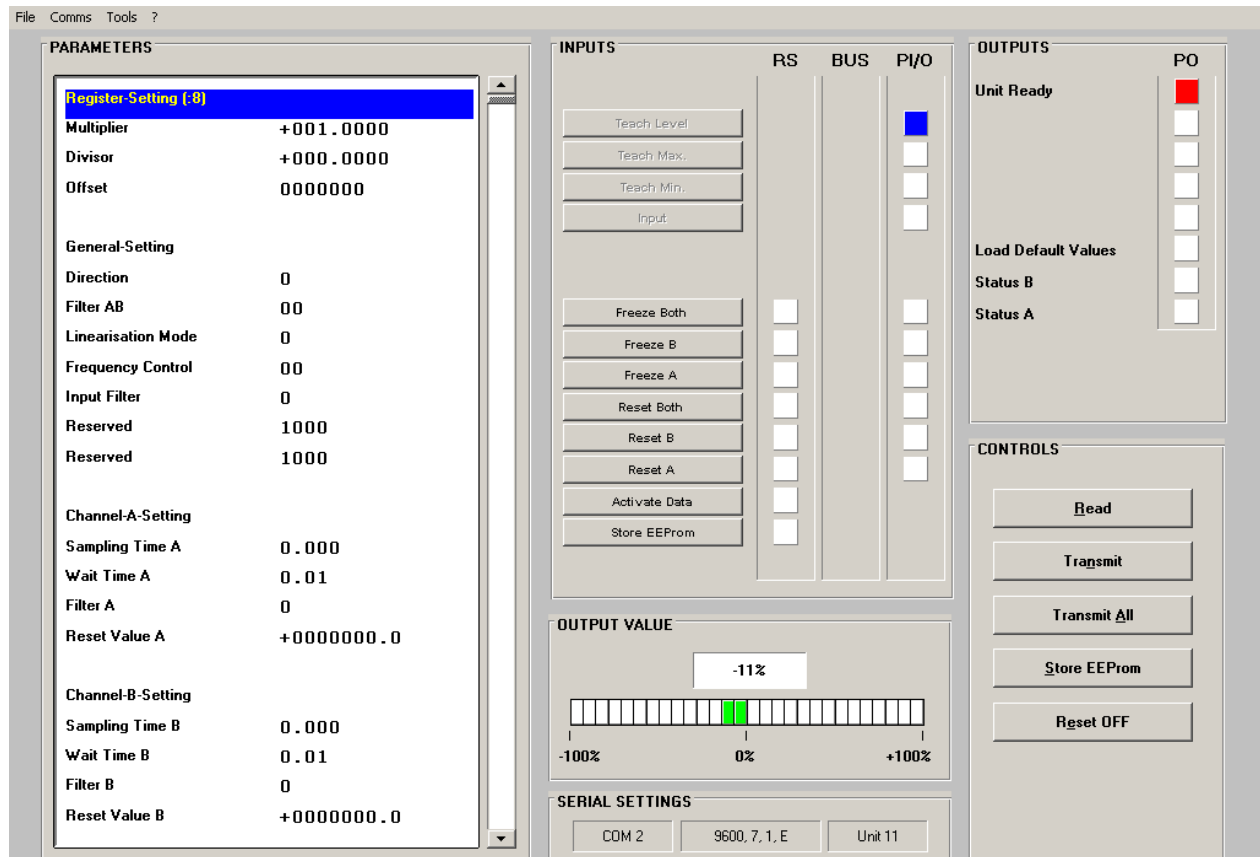 File Comms Tools ?
PARAMETERS
Register-Setting (:8)
Multiplier +001.0000
Divisor +000.0000
Offset 0000000
General-Setting
Direction 0
Filter AB 00
Linearisation Mode 0
Frequency Control 00
Input Filter 0
Reserved 1000
Reserved 1000
Channel-A-Setting
Sampling Time A 0.000
Wait Time A 0.01
Filter A 0
Reset Value A +0000000.0
Channel-B-Setting
Sampling Time B 0.000
Wait Time B 0.01
Filter B 0
Reset Value B +0000000.0
INPUTS
RS BUS PI/O
Teach Level
Teach Max.
Teach Min.
Input
Freeze Both
Freeze B
Freeze A
Reset Both
Reset B
Reset A
Activate Data
Store EEProm
OUTPUT VALUE
-11%
-100% 0% +100%
SERIAL SETTINGS
COM 2 9600, 7, 1, E Unit 11
OUTPUTS
PO
Unit Ready
Load Default Values
Status B
Status A
CONTROLS
Read
Transmit
Transmit All
Store EEProm
Reset OFF